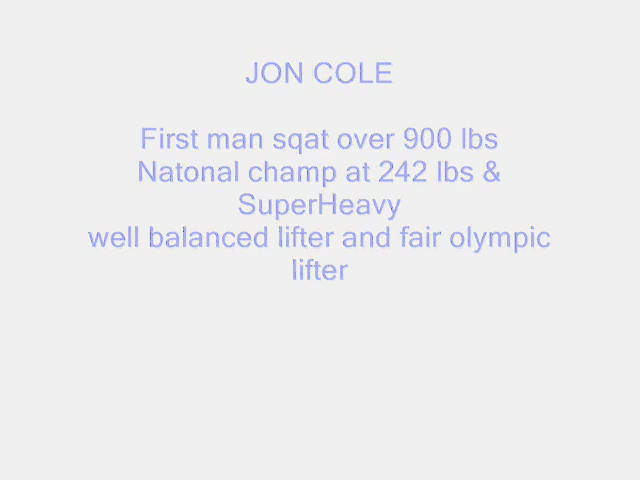 JON COLE
First man sqat over 900 lbs
Natonal champ at 242 lbs &
SuperHeavy
well balanced lifter and fair olympic
lifter